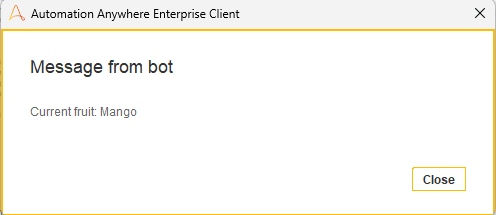 Automation Anywhere Enterprise Client
Message from bot
Current fruit: Mango
Close